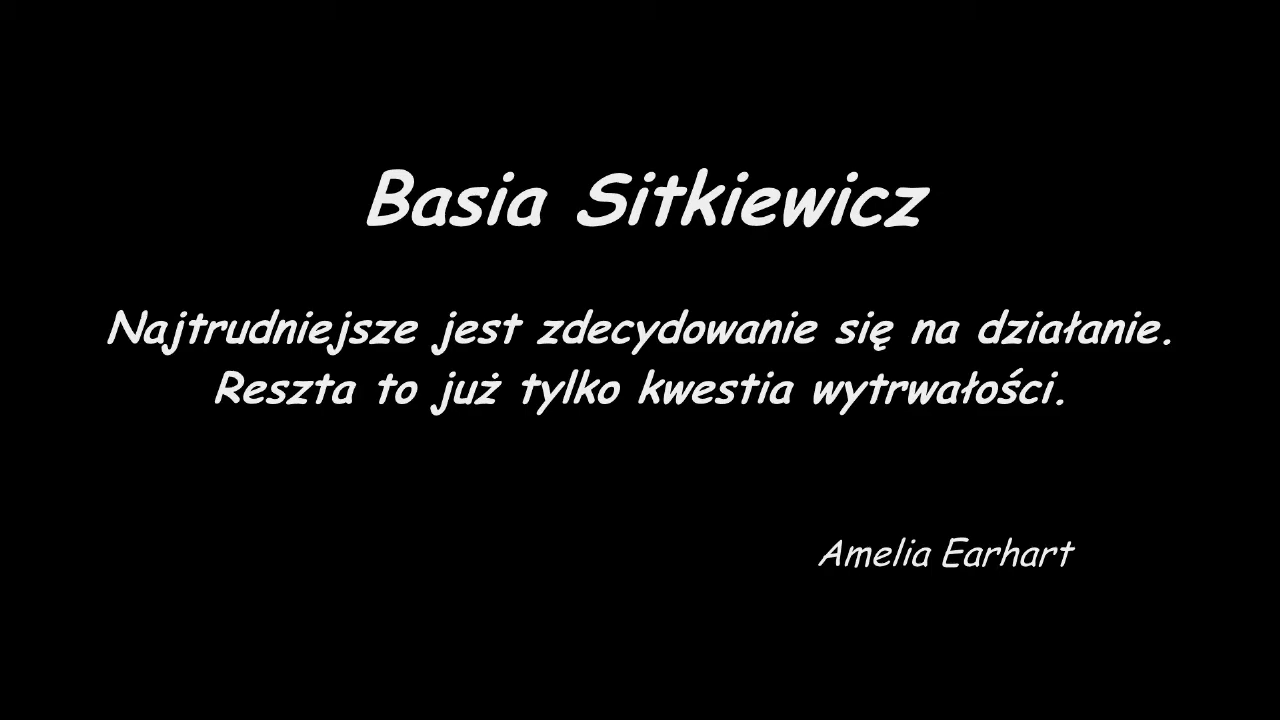 Basia Sitkiewicz
Najtrudniejsze jest zdecydowanie się na działanie.
Reszta to już tylko kwestia wytrwałości.
Amelia Earhart